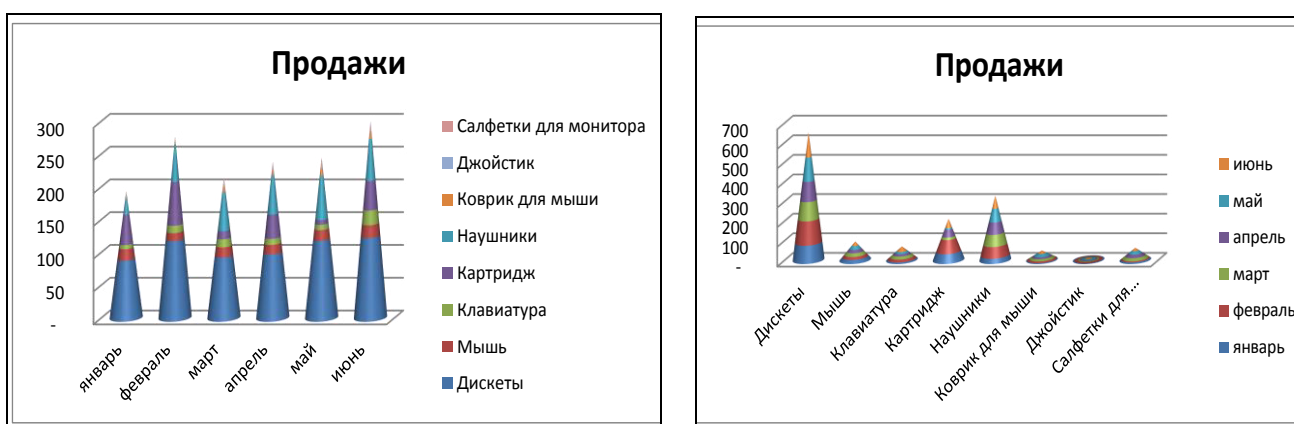 Продажи
300
250
200
150
100
50
-
январь
февраль
март
апрель
май
июнь
Салфетки для монитора
Джойстик
Коврик для мыши
Наушники
Картридж
Клавиатура
Мышь
Дискеты
Продажи
700
600
500
400
300
200
100
-
Дискеты
Мышь
Клавиатура
Картридж
Наушники
Коврик для мыши
Джойстик
Салфетки для...
июнь
май
апрель
март
февраль
январь